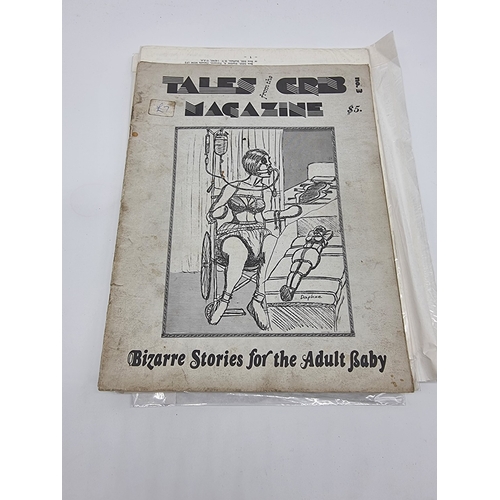 TALES from the CRIB
No. 3
MAGAZINE
$5.
Daphne
Bizarre Stories for the Adult Baby